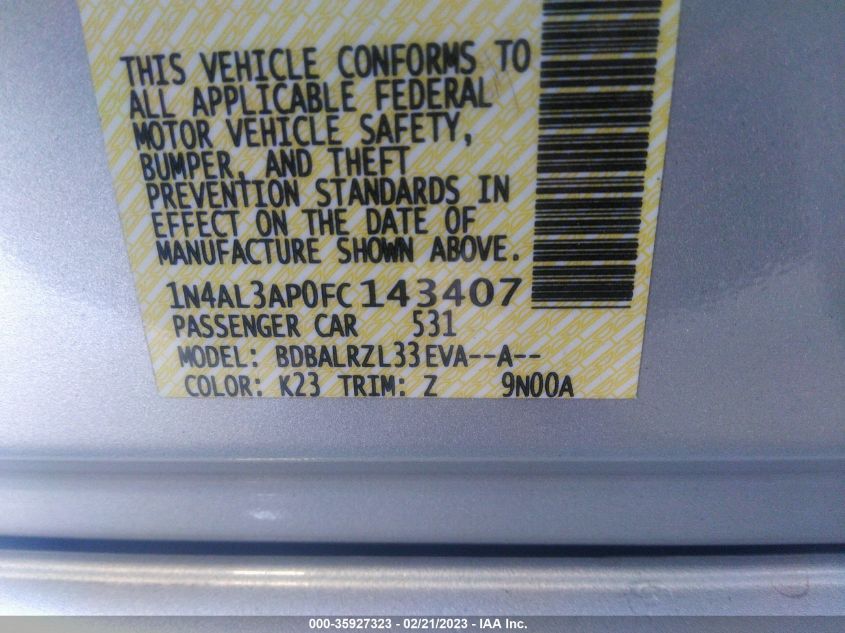 THIS VEHICLE CONFORMS TO
ALL APPLICABLE FEDERAL
MOTOR VEHICLE SAFETY,
BUMPER, AND THEFT
PREVENTION STANDARDS IN
EFFECT ON THE DATE OF
MANUFACTURE SHOWN ABOVE.
1N4AL3AP0FC143407
PASSENGER CAR 531
MODEL: BDBALRZL33EVA--A--
COLOR: K23 TRIM: Z 9N00A
000-35927323 - 02/21/2023 - IAA Inc.